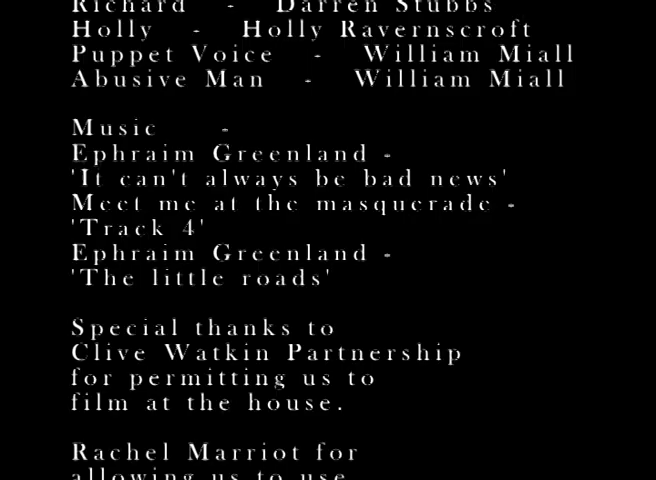 Richard - Darren Stubbs
Holly - Holly Ravernscroft
Puppet Voice - William Miall
Abusive Man - William Miall
Music -
Ephraim Greenland -
'It can't always be bad news'
Meet me at the masquerade -
'Track 4'
Ephraim Greenland -
'The little roads'
Special thanks to
Clive Watkin Partnership
for permitting us to
film at the house.
Rachel Marriot for
allowing us to use